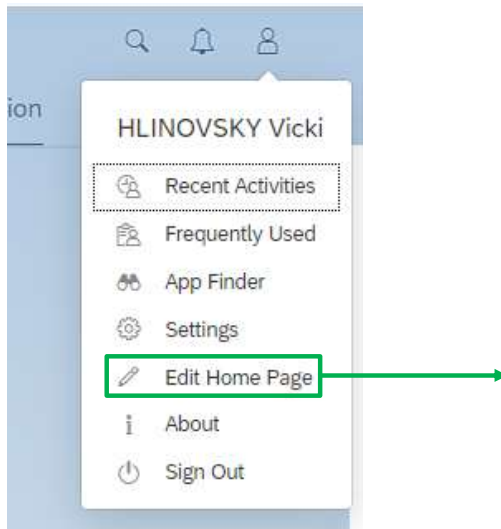 ion
HLINOVSKY Vicki
Recent Activities
Frequently Used
App Finder
Settings
Edit Home Page
About
Sign Out